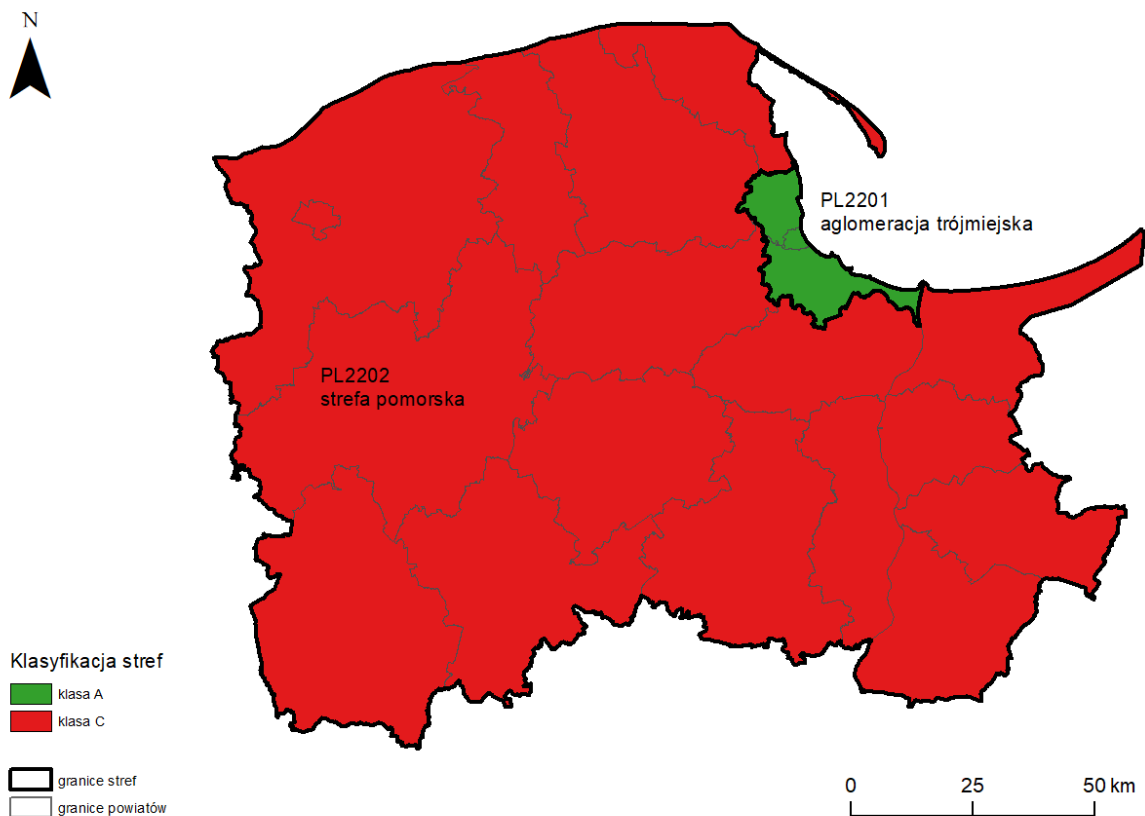 N
PL2201
aglomeracja trójmiejska
PL2202
strefa pomorska
Klasyfikacja stref
klasa A
klasa C
granice stref
granice powiatów
0 25 50 km